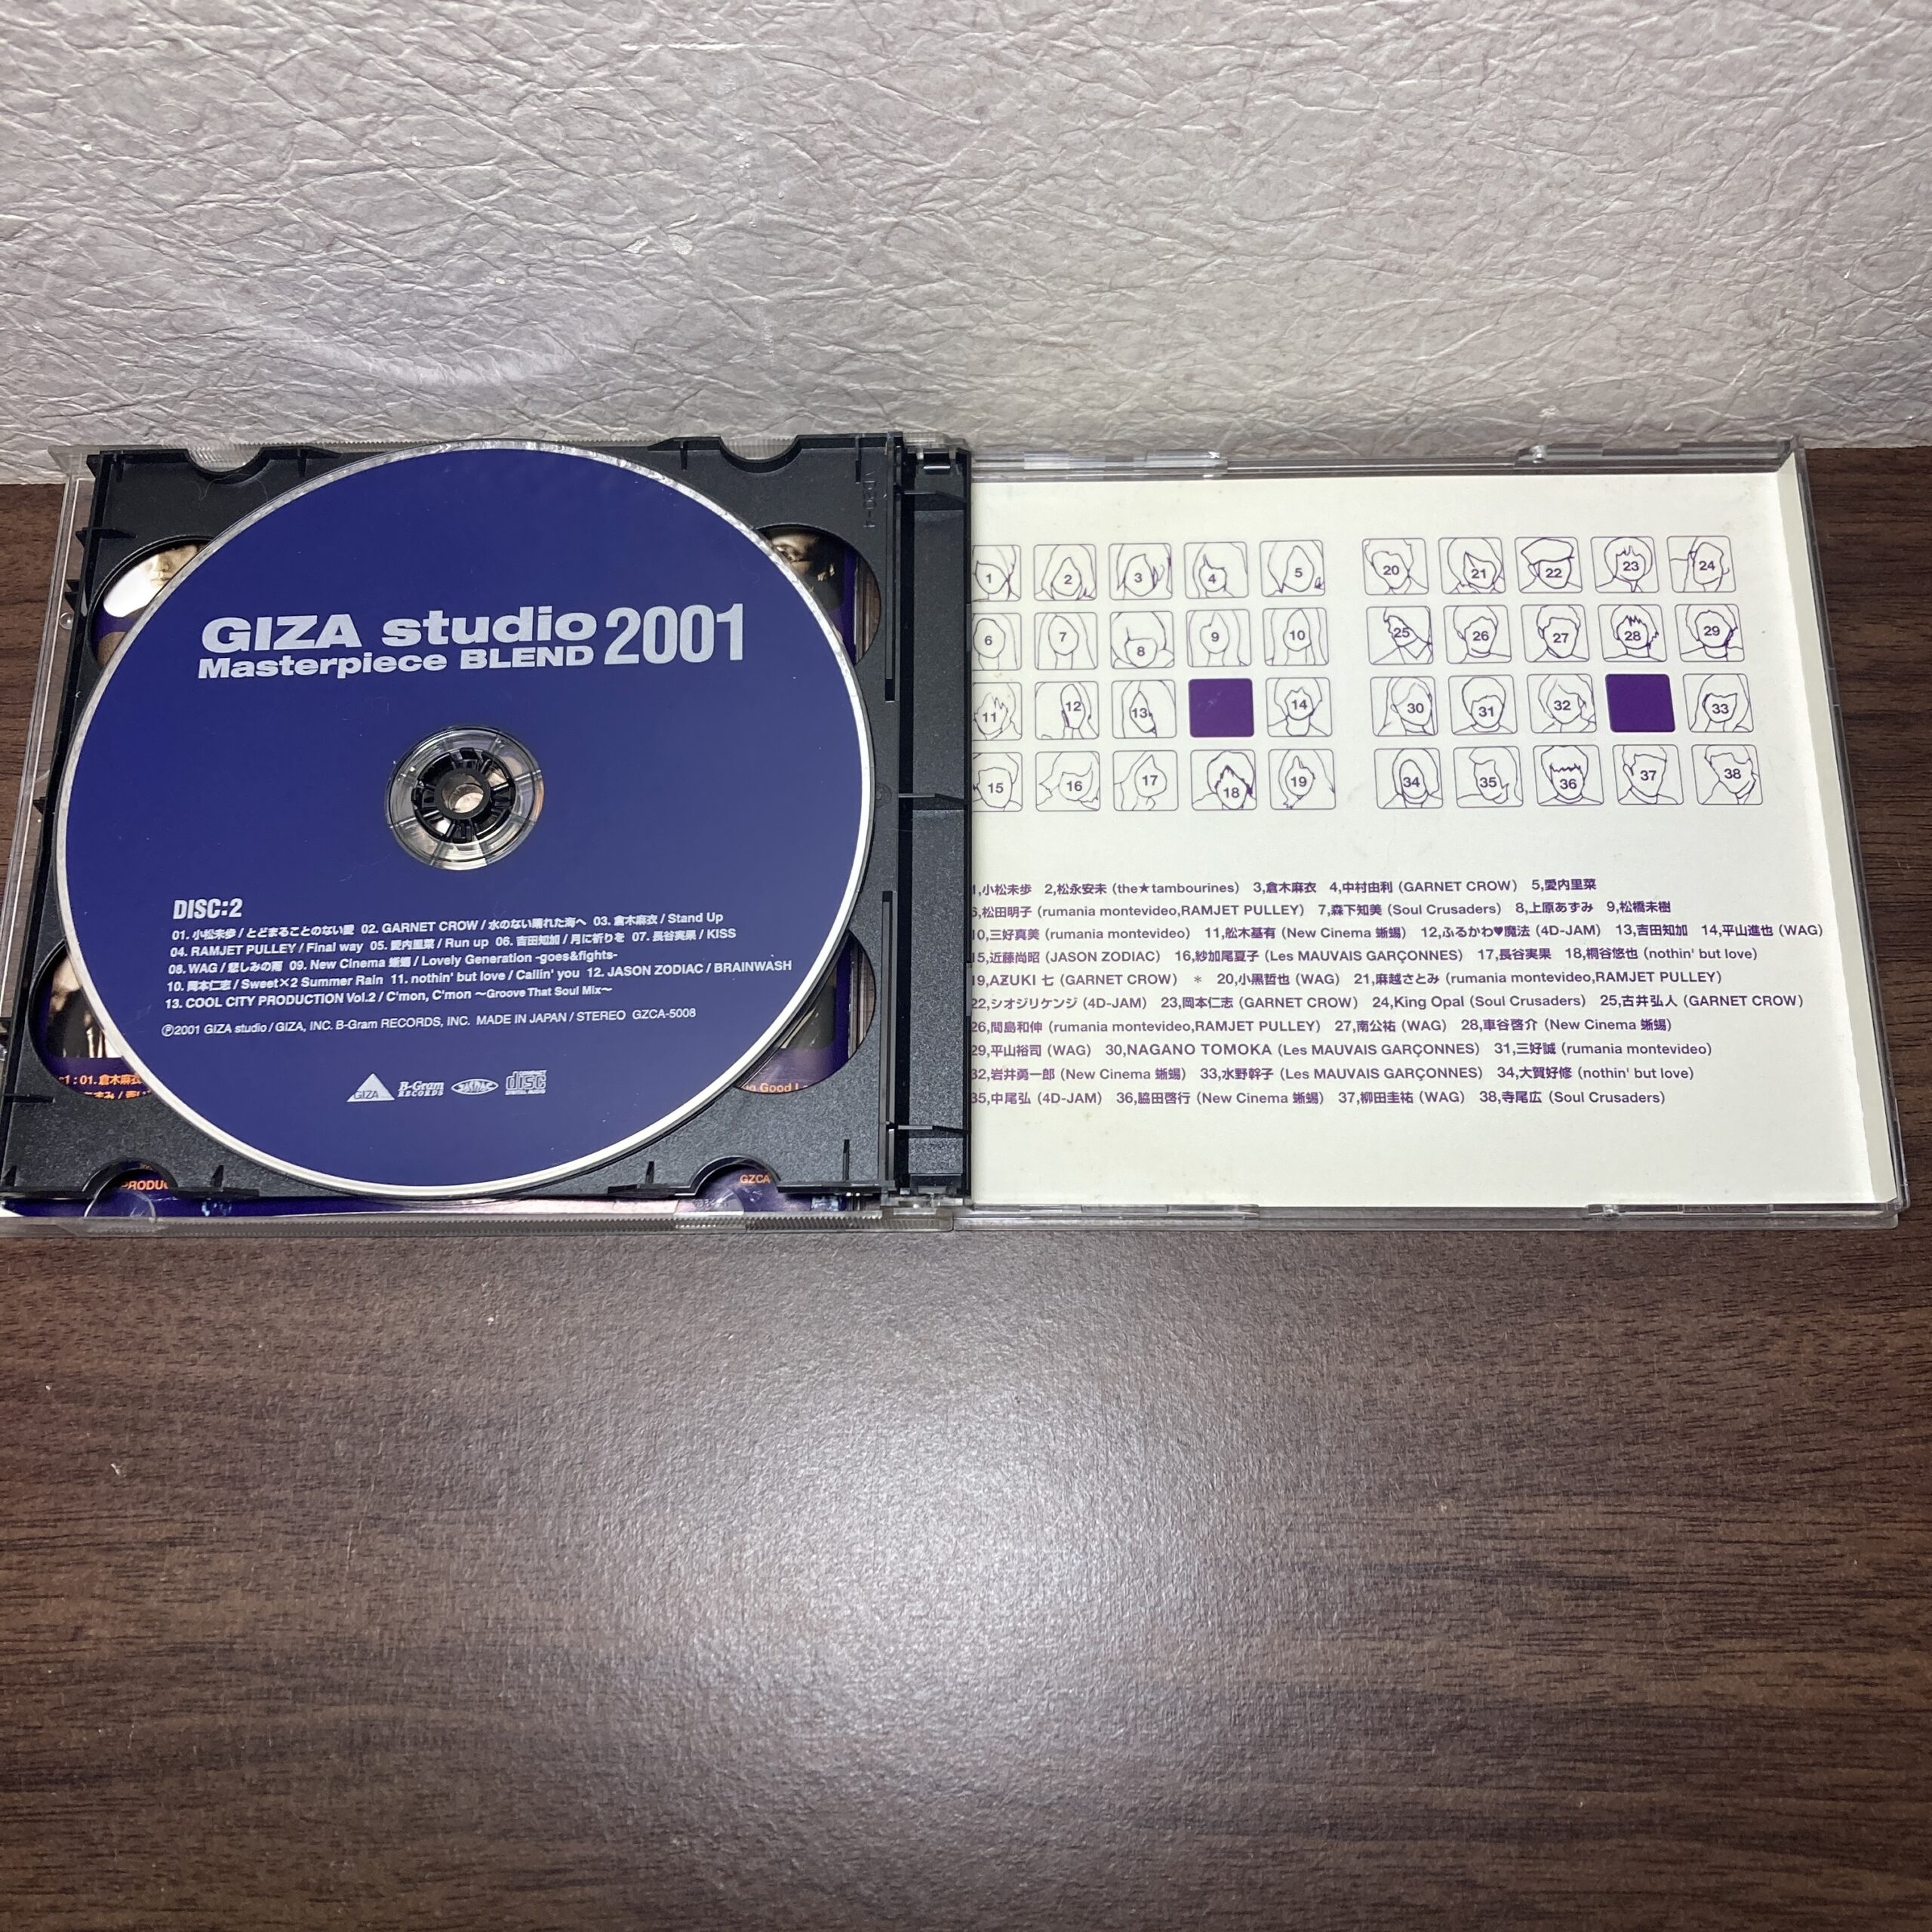 GIZA studio
Masterpiece BLEND 2001
DISC:2
01. 小松未歩 / とどまることのない愛 02. GARNET CROW / 水のない晴れた海へ 03. 倉木麻衣 / Stand Up
04. RAMJET PULLEY / Final way 05. 愛内里菜 / Run up 06. 吉田知加 / 月に祈りを 07. 長谷実果 / KISS
08. WAG / 悲しみの雨 09. New Cinema 蜥蜴 / Lovely Generation -goes&fights-
10. 岡本仁志 / Sweet×2 Summer Rain 11. nothin' but love / Callin' you 12. JASON ZODIAC / BRAINWASH
13. COOL CITY PRODUCTION Vol.2 / C'mon, C'mon 〜Groove That Soul Mix〜
Ⓟ2001 GIZA studio / GIZA, INC. B-Gram RECORDS, INC. MADE IN JAPAN / STEREO GZCA-5008
GIZA
B-Gram
RECORDS
JASRAC
COMPACT
disc
DIGITAL AUDIO
01. 倉木麻衣
GZCA
1 2 3 4 5
6 7 8 9 10
11 12 13 14
15 16 17 18 19
20 21 22 23 24
25 26 27 28 29
30 31 32 33
34 35 36 37 38
1,小松未歩 2,松永安未 (the★tambourines) 3,倉木麻衣 4,中村由利 (GARNET CROW) 5,愛内里菜
6,松田明子 (rumania montevideo,RAMJET PULLEY) 7,森下知美 (Soul Crusaders) 8,上原あずみ 9,松橋未樹
10,三好真美 (rumania montevideo) 11,舩木基有 (New Cinema 蜥蜴) 12,ふるかわ♥魔法 (4D-JAM) 13,吉田知加 14,平山進也 (WAG)
15,近藤尚昭 (JASON ZODIAC) 16,紗加尾夏子 (Les MAUVAIS GARÇONNES) 17,長谷実果 18,桐谷悠也 (nothin' but love)
19,AZUKI 七 (GARNET CROW) * 20,小黒哲也 (WAG) 21,麻越さとみ (rumania montevideo,RAMJET PULLEY)
22,シオジリケンジ (4D-JAM) 23,岡本仁志 (GARNET CROW) 24,King Opal (Soul Crusaders) 25,古井弘人 (GARNET CROW)
26,間島和伸 (rumania montevideo,RAMJET PULLEY) 27,南公祐 (WAG) 28,車谷啓介 (New Cinema 蜥蜴)
29,平山裕司 (WAG) 30,NAGANO TOMOKA (Les MAUVAIS GARÇONNES) 31,三好誠 (rumania montevideo)
32,岩井勇一郎 (New Cinema 蜥蜴) 33,水野幹子 (Les MAUVAIS GARÇONNES) 34,大賀好修 (nothin' but love)
35,中尾弘 (4D-JAM) 36,脇田啓行 (New Cinema 蜥蜴) 37,柳田圭祐 (WAG) 38,寺尾広 (Soul Crusaders)